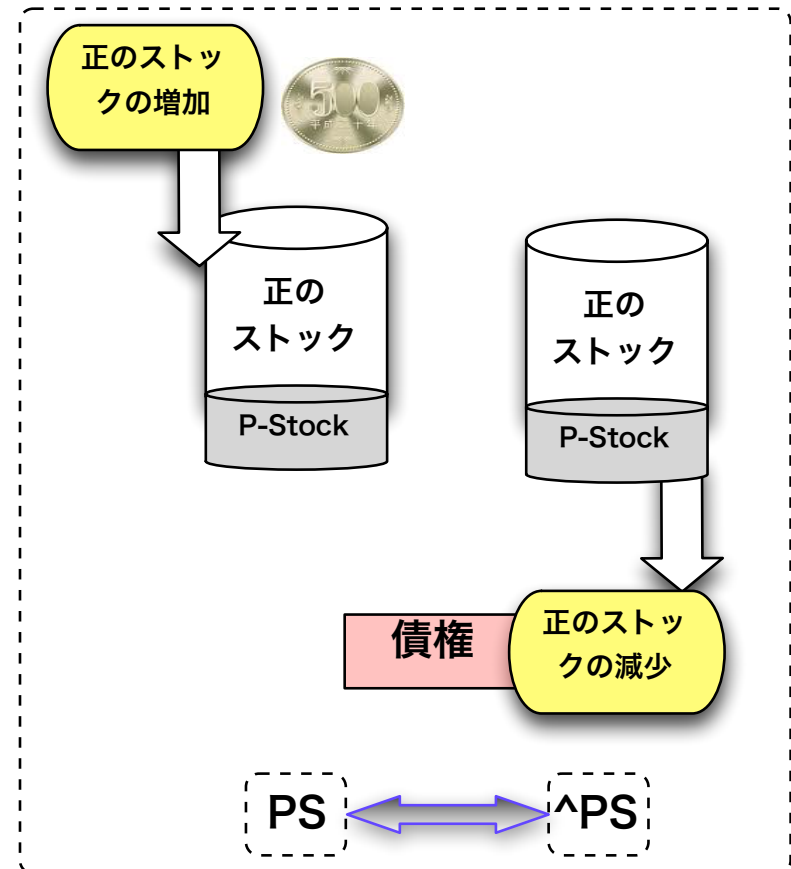 正のストッ
クの増加
500
正の
ストック
P-Stock
正の
ストック
P-Stock
債権
正のストッ
クの減少
PS
^PS